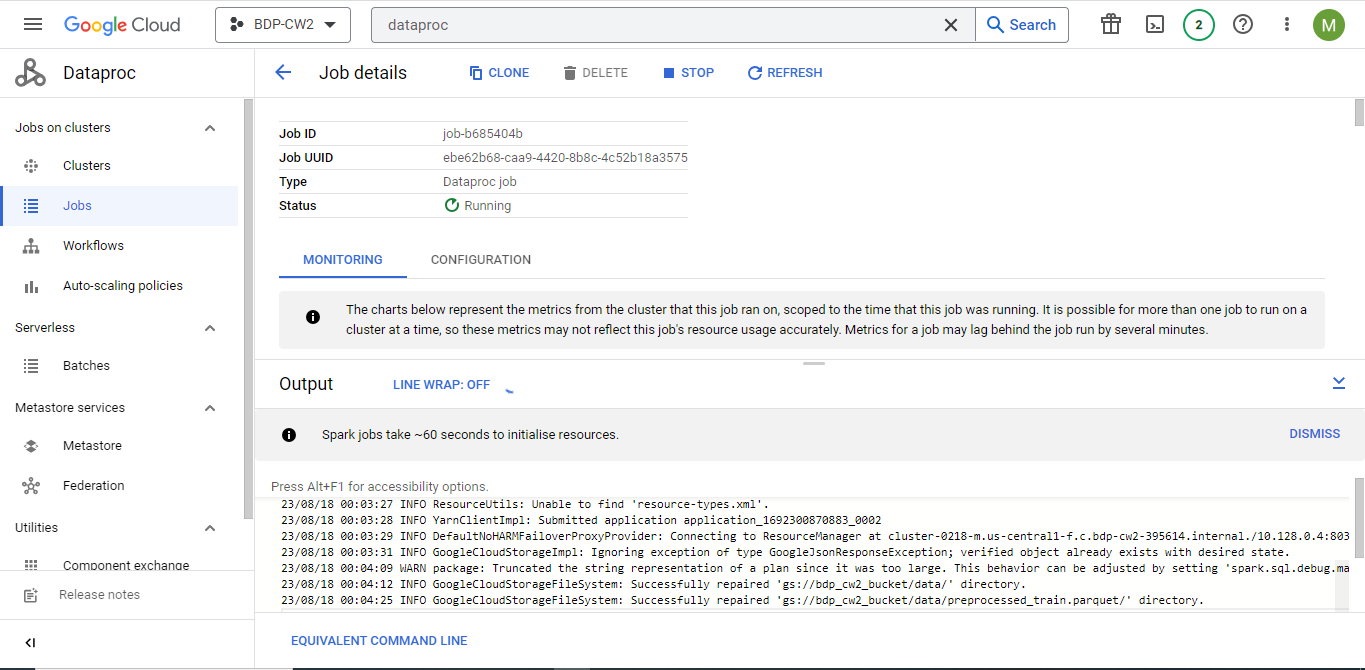 Google Cloud
BDP-CW2
dataproc
Search
2
M
Dataproc
Job details
CLONE
DELETE
STOP
REFRESH
Jobs on clusters
Clusters
Jobs
Workflows
Auto-scaling policies
Serverless
Batches
Metastore services
Metastore
Federation
Utilities
Component exchange
Release notes
Job ID job-b685404b
Job UUID ebe62b68-caa9-4420-8b8c-4c52b18a3575
Type Dataproc job
Status Running
MONITORING CONFIGURATION
The charts below represent the metrics from the cluster that this job ran on, scoped to the time that this job was running. It is possible for more than one job to run on a
cluster at a time, so these metrics may not reflect this job's resource usage accurately. Metrics for a job may lag behind the job run by several minutes.
Output LINE WRAP: OFF
Spark jobs take ~60 seconds to initialise resources. DISMISS
Press Alt+F1 for accessibility options.
23/08/18 00:03:27 INFO ResourceUtils: Unable to find 'resource-types.xml'.
23/08/18 00:03:28 INFO YarnClientImpl: Submitted application application_1692300870883_0002
23/08/18 00:03:29 INFO DefaultNoHARMFailoverProxyProvider: Connecting to ResourceManager at cluster-0218-m.us-central1-f.c.bdp-cw2-395614.internal./10.128.0.4:803
23/08/18 00:03:31 INFO GoogleCloudStorageImpl: Ignoring exception of type GoogleJsonResponseException; verified object already exists with desired state.
23/08/18 00:04:09 WARN package: Truncated the string representation of a plan since it was too large. This behavior can be adjusted by setting 'spark.sql.debug.ma
23/08/18 00:04:12 INFO GoogleCloudStorageFileSystem: Successfully repaired 'gs://bdp_cw2_bucket/data/' directory.
23/08/18 00:04:25 INFO GoogleCloudStorageFileSystem: Successfully repaired 'gs://bdp_cw2_bucket/data/preprocessed_train.parquet/' directory.
EQUIVALENT COMMAND LINE